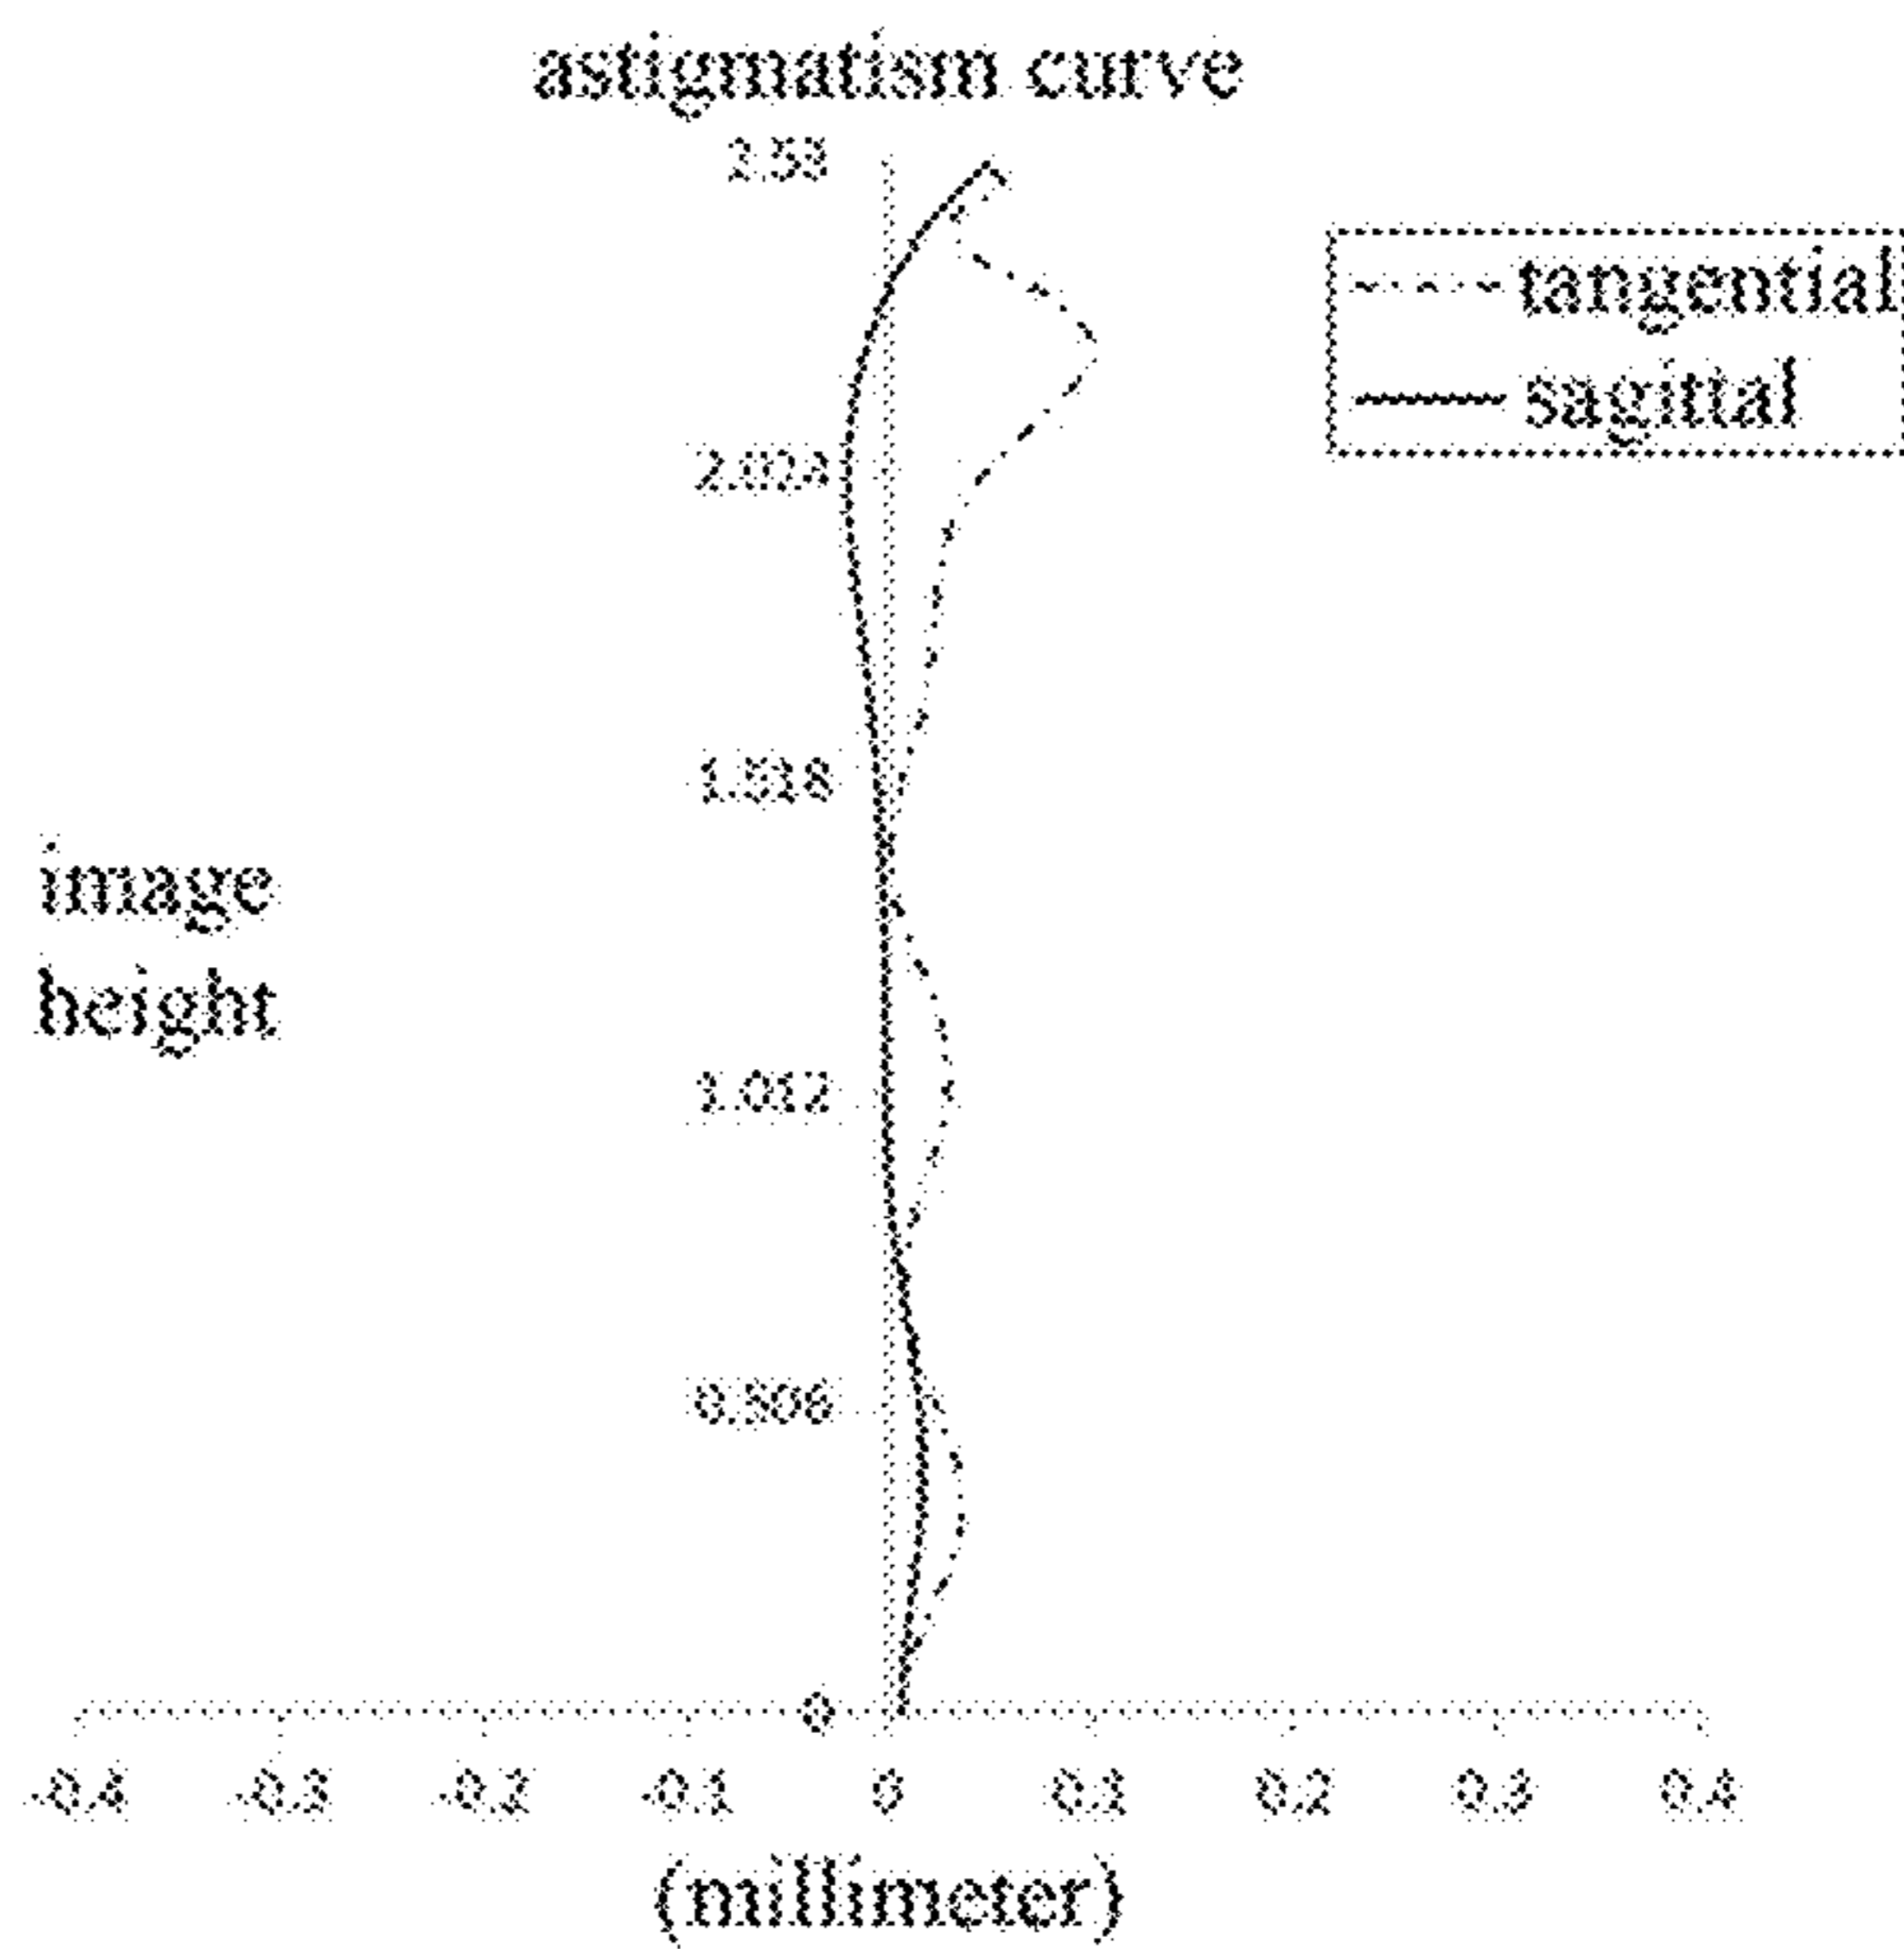 astigmatism curve
2.53
tangential
sagittal
2.024
1.518
image
height
1.012
0.506
0
-0.4 -0.3 -0.2 -0.1 0 0.1 0.2 0.3 0.4
(millimeter)